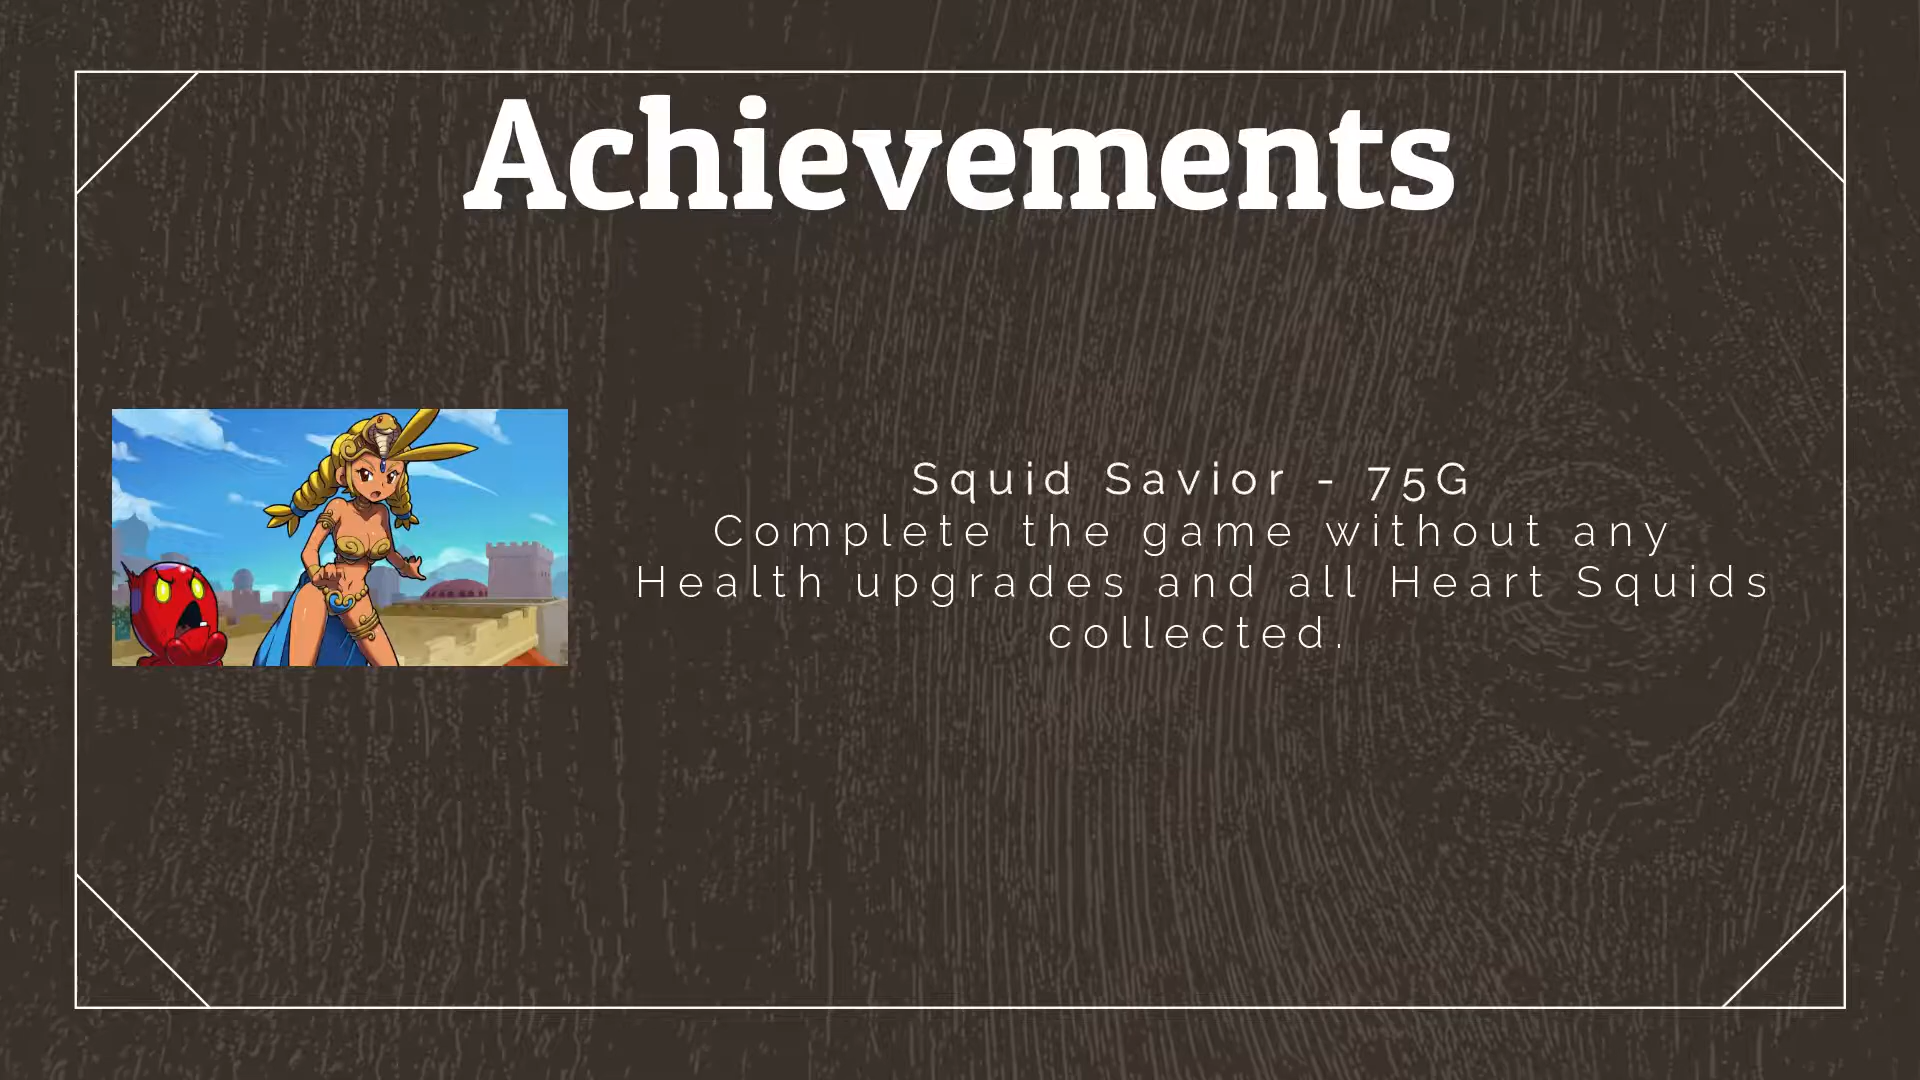 Achievements
Squid Savior - 75G
Complete the game without any
Health upgrades and all Heart Squids
collected.